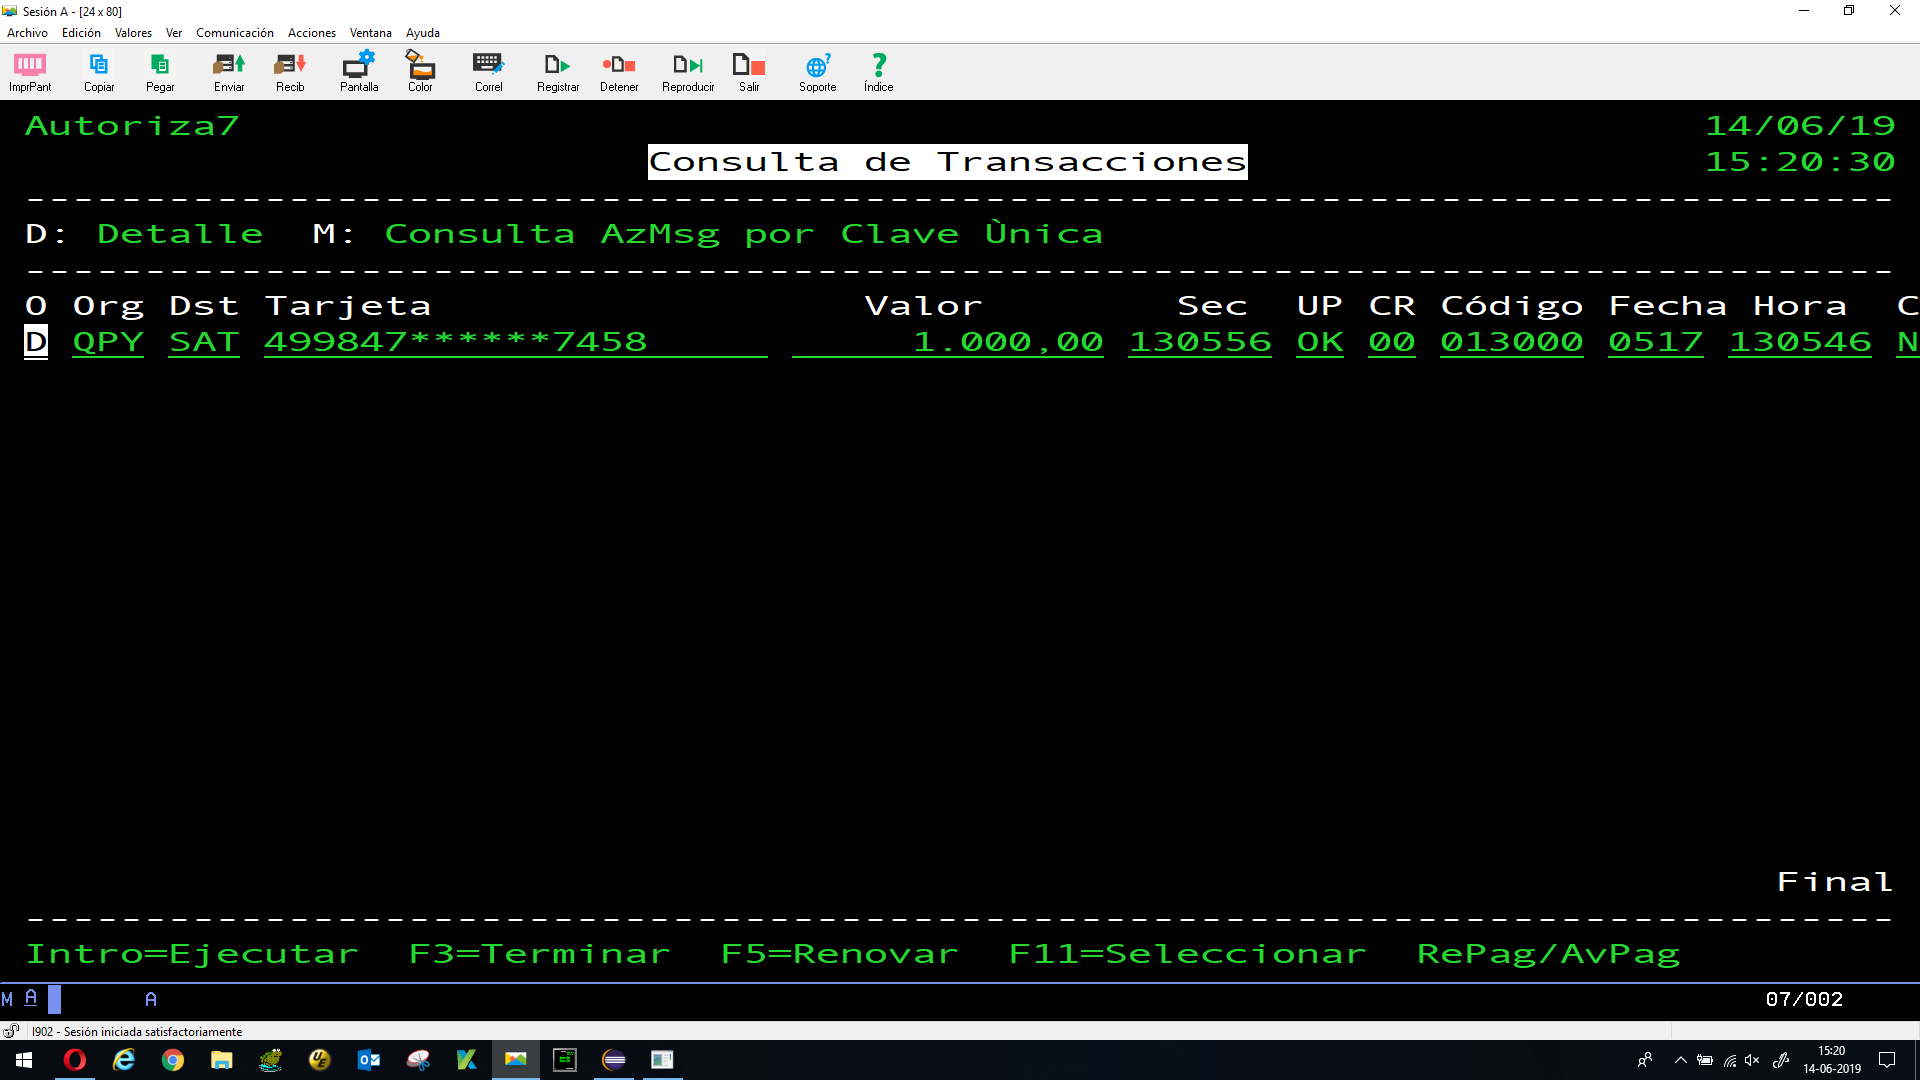 Sesión A - [24 x 80]
Archivo Edición Valores Ver Comunicación Acciones Ventana Ayuda
ImprPant Copiar Pegar Enviar Recib Pantalla Color Correl Registrar Detener Reproducir Salir Soporte Índice
Autoriza7 14/06/19
Consulta de Transacciones 15:20:30
D: Detalle M: Consulta AzMsg por Clave Ùnica
O Org Dst Tarjeta Valor Sec UP CR Código Fecha Hora C
D QPY SAT 499847******7458 1.000,00 130556 OK 00 013000 0517 130546 N
Final
Intro=Ejecutar F3=Terminar F5=Renovar F11=Seleccionar RePag/AvPag
M A A 07/002
I902 - Sesión iniciada satisfactoriamente
15:20
14-06-2019